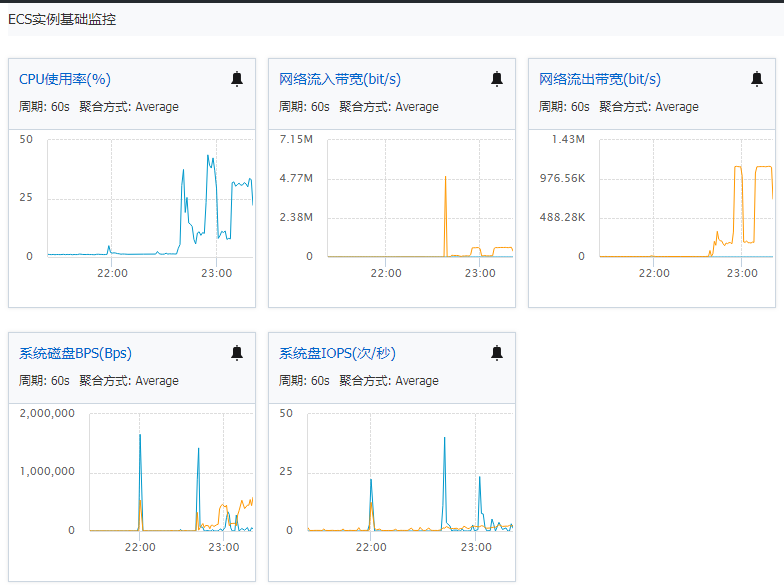 ECS实例基础监控
CPU使用率(%)
周期: 60s 聚合方式: Average
50
25
0
22:00
23:00
网络流入带宽(bit/s)
周期: 60s 聚合方式: Average
7.15M
4.77M
2.38M
0
22:00
23:00
网络流出带宽(bit/s)
周期: 60s 聚合方式: Average
1.43M
976.56K
488.28K
0
22:00
23:00
系统磁盘BPS(Bps)
周期: 60s 聚合方式: Average
2,000,000
1,000,000
0
22:00
23:00
系统盘IOPS(次/秒)
周期: 60s 聚合方式: Average
50
25
0
22:00
23:00